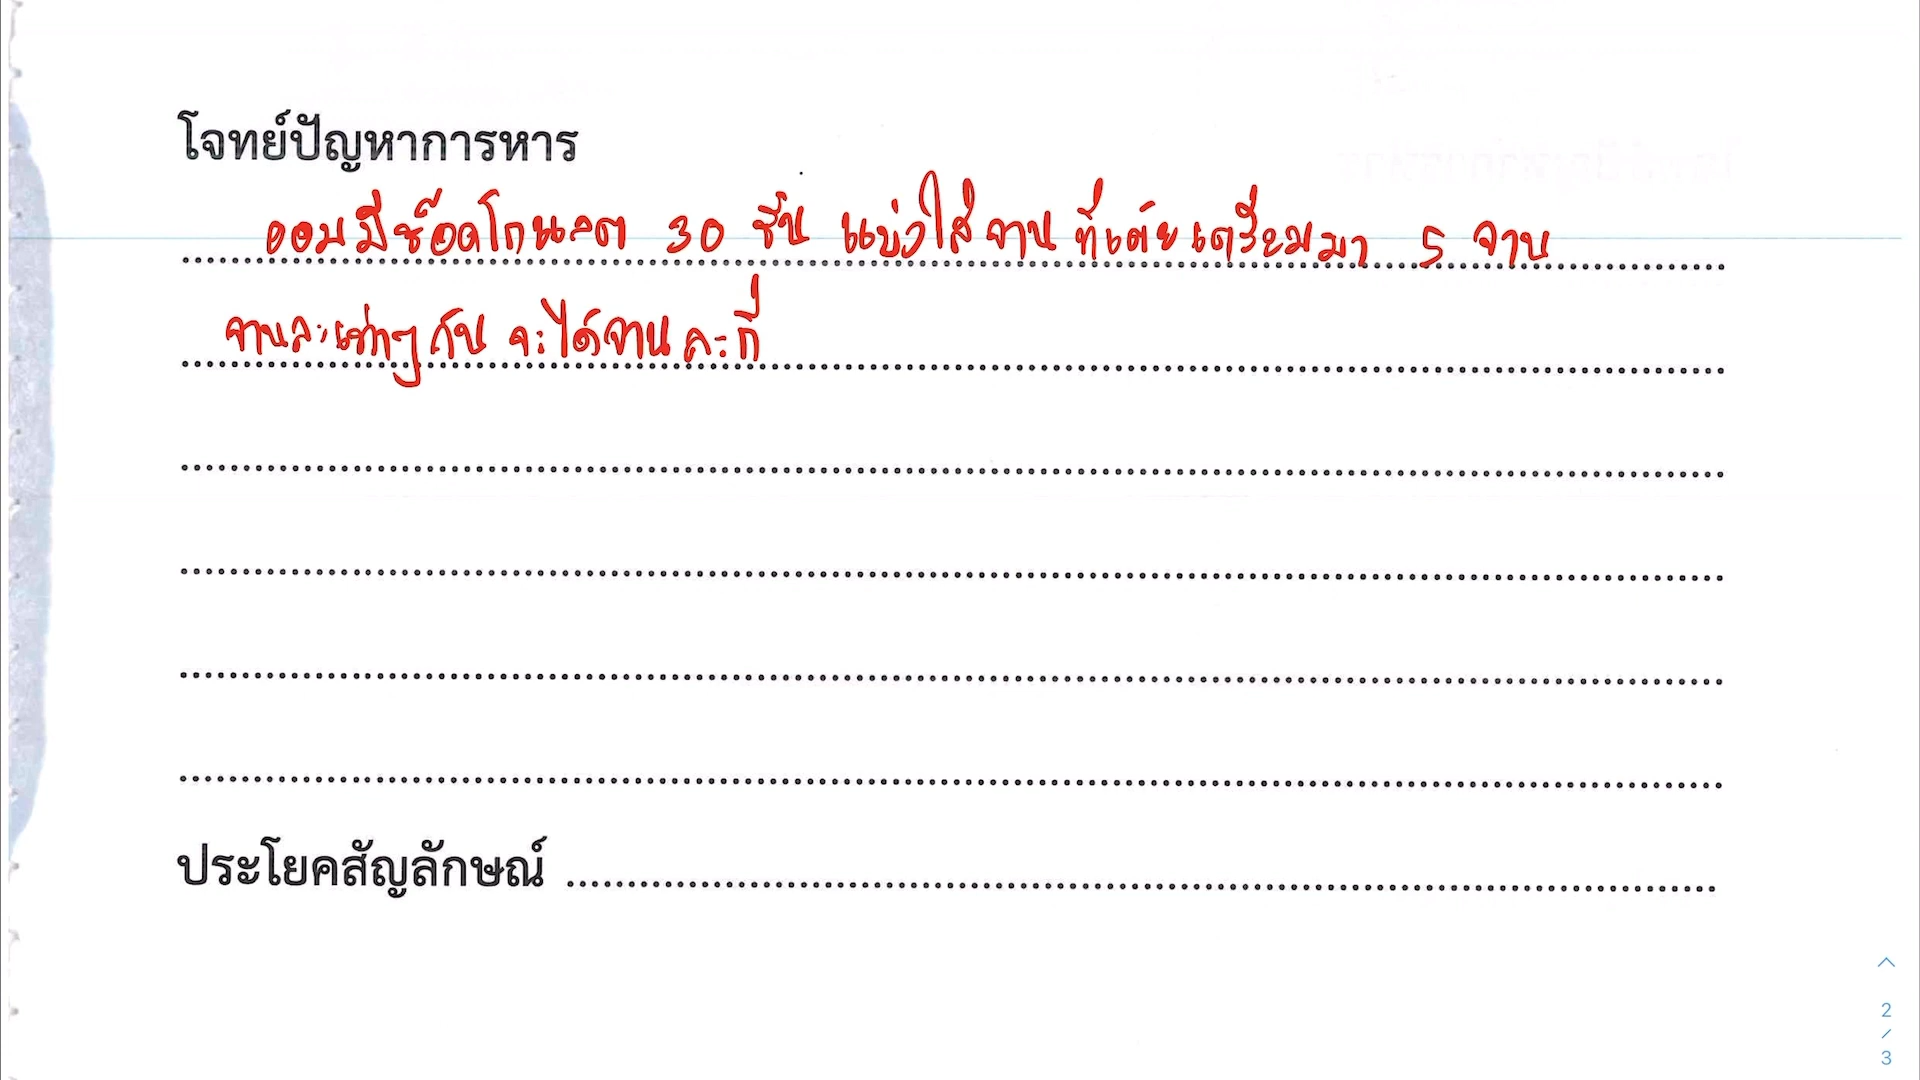 โจทย์ปัญหาการหาร
ออมมีช๊อคโกแลต 30 ชิ้น แบ่งใส่จานที่เตรียมมา 5 จาน
จานละเท่าๆกัน จะได้จานละกี่
ประโยคสัญลักษณ์
2
/
3